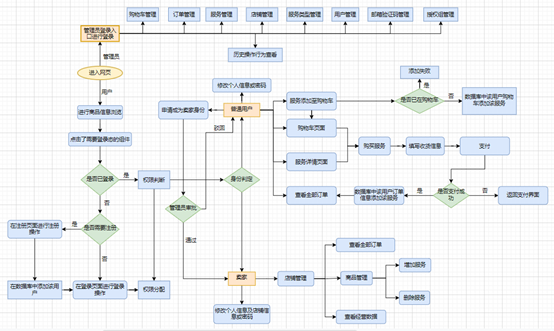 购物车管理
订单管理
服务管理
店铺管理
服务类型管理
用户管理
邮箱验证码管理
授权组管理
管理员登录入
口进行登录
历史操作行为查看
管理员
进入网页
用户
进行商品信息浏览
点击了需要登录态的组件
是否已登录
是
权限判断
否
是否需要注册
是
在注册页面进行注册
操作
否
在数据库中添加该用
户
在登录页面进行登录
操作
权限分配
修改个人信息或密码
申请成为卖家身份
普通用户
驳回
身份判定
管理员审批
通过
卖家
修改个人信息及店铺信
息或密码
服务添加至购物车
是否已在购物车
是
添加失败
否
数据库中该用户购物
车添加该服务
购物车页面
服务详情页面
购买服务
填写收货信息
支付
是否支付成
功
否
返回支付界面
是
数据库中该用户订单
信息添加该服务
查看全部订单
店铺管理
查看全部订单
商品管理
增加服务
删除服务
查看经营数据